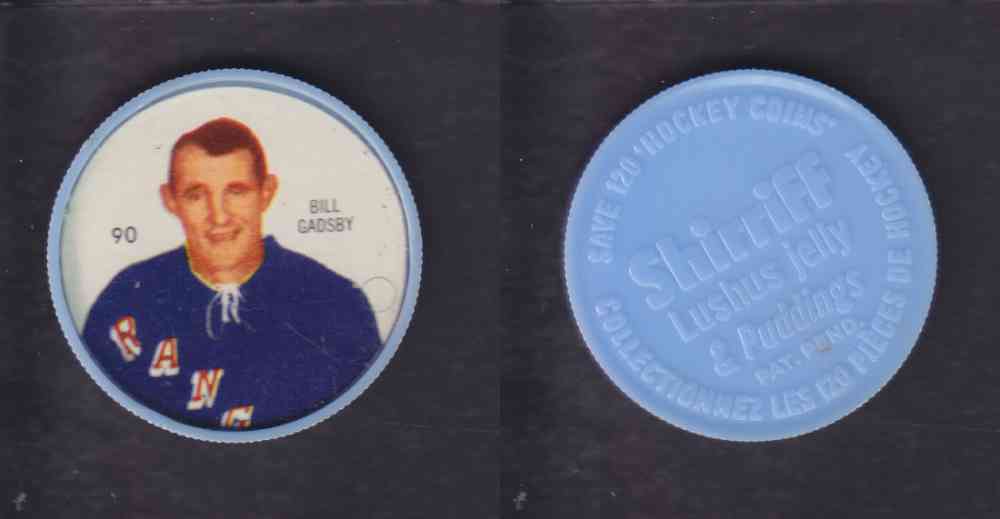 90
BILL
GADSBY
RANG
SAVE 120 'HOCKEY COINS'
Shirriff
Lushus Jelly
& Puddings
PAT. PEND.
COLLECTIONNEZ LES 120 PIÈCES DE HOCKEY